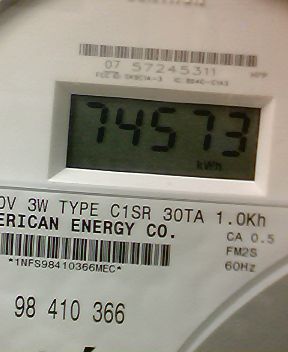 07 57245311
74573
kWh
0V 3W TYPE C1SR 30TA 1.0Kh
ERICAN ENERGY CO.
CA 0.5
FM2S
60Hz
*1NFS98410366MEC*
98 410 366